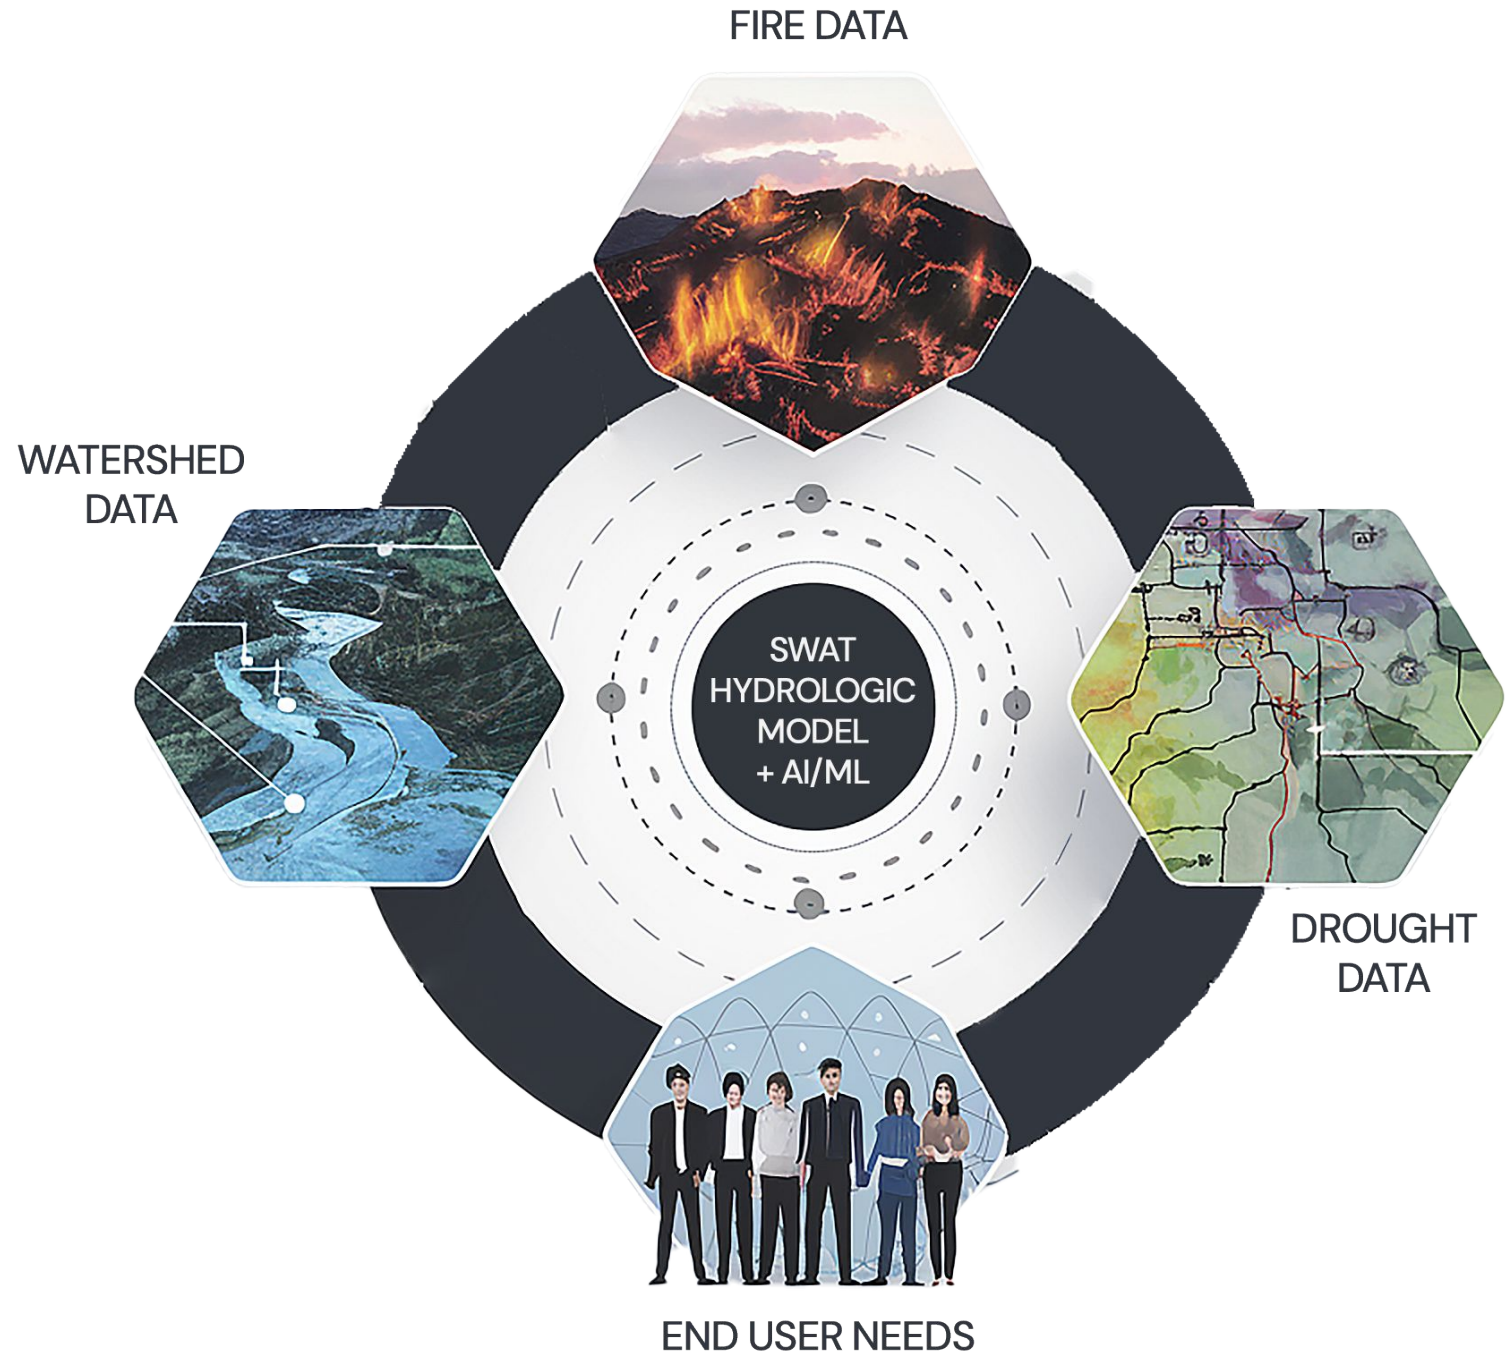 FIRE DATA
WATERSHED
DATA
SWAT
HYDROLOGIC
MODEL
+ AI/ML
DROUGHT
DATA
END USER NEEDS